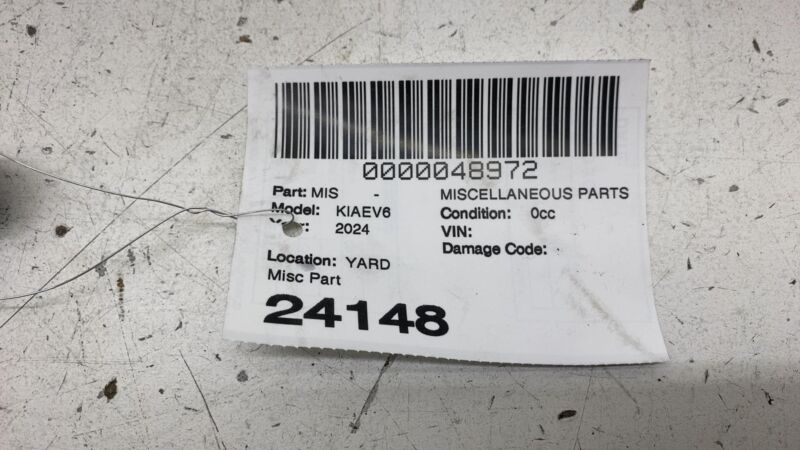 0000048972
Part: MIS - MISCELLANEOUS PARTS
Model: KIAEV6 Condition: 0cc
2024 VIN:
Damage Code:
Location: YARD
Misc Part
24148